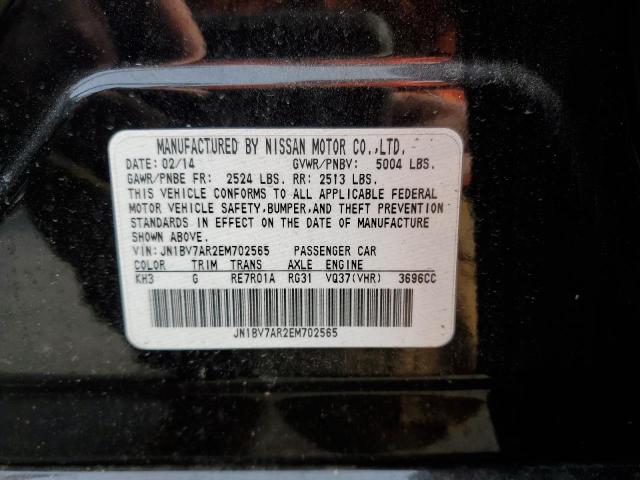 MANUFACTURED BY NISSAN MOTOR CO.,LTD.
DATE: 02/14 GVWR/PNBV: 5004 LBS.
GAWR/PNBE FR: 2524 LBS. RR: 2513 LBS.
THIS VEHICLE CONFORMS TO ALL APPLICABLE FEDERAL
MOTOR VEHICLE SAFETY,BUMPER,AND THEFT PREVENTION
STANDARDS IN EFFECT ON THE DATE OF MANUFACTURE
SHOWN ABOVE.
VIN: JN1BV7AR2EM702565 PASSENGER CAR
COLOR TRIM TRANS AXLE ENGINE
KH3 G RE7R01A RG31 VQ37(VHR) 3696CC
JN1BV7AR2EM702565